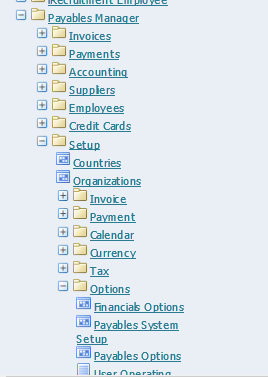 iRecruitment Employee
Payables Manager
Invoices
Payments
Accounting
Suppliers
Employees
Credit Cards
Setup
Countries
Organizations
Invoice
Payment
Calendar
Currency
Tax
Options
Financials Options
Payables System
Setup
Payables Options
User Operating